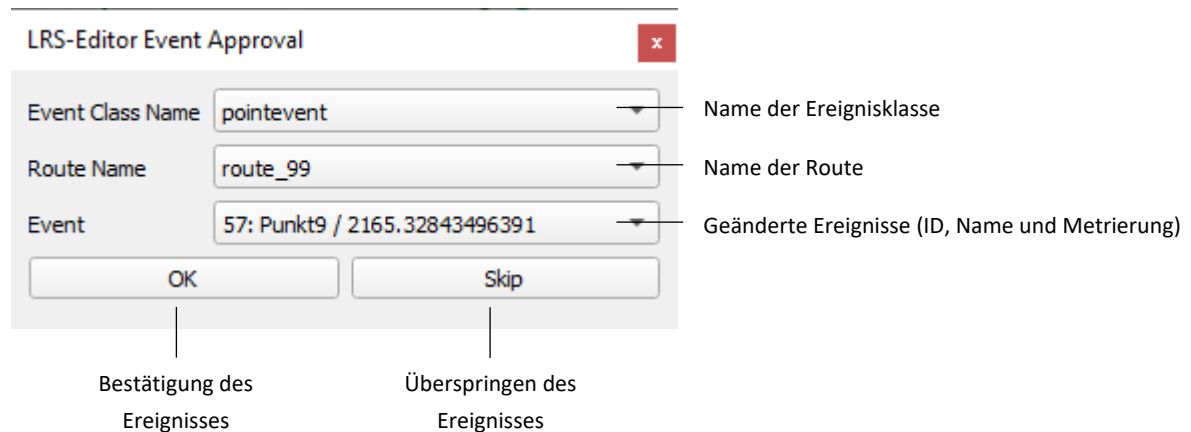 LRS-Editor Event Approval
x
Event Class Name pointevent
Name der Ereignisklasse
Route Name route_99
Name der Route
Event 57: Punkt9 / 2165.32843496391
Geänderte Ereignisse (ID, Name und Metrierung)
OK Skip
Bestätigung des
Ereignisses
Überspringen des
Ereignisses